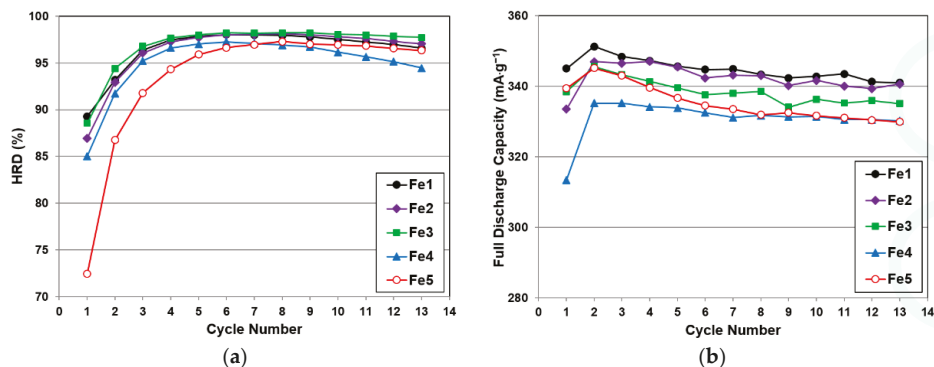 100
95
90
85
80
75
70
HRD (%)
0 1 2 3 4 5 6 7 8 9 10 11 12 13 14
Cycle Number
Fe1
Fe2
Fe3
Fe4
Fe5
(a)
360
340
320
300
280
Full Discharge Capacity (mA·g⁻¹)
0 1 2 3 4 5 6 7 8 9 10 11 12 13 14
Cycle Number
Fe1
Fe2
Fe3
Fe4
Fe5
(b)